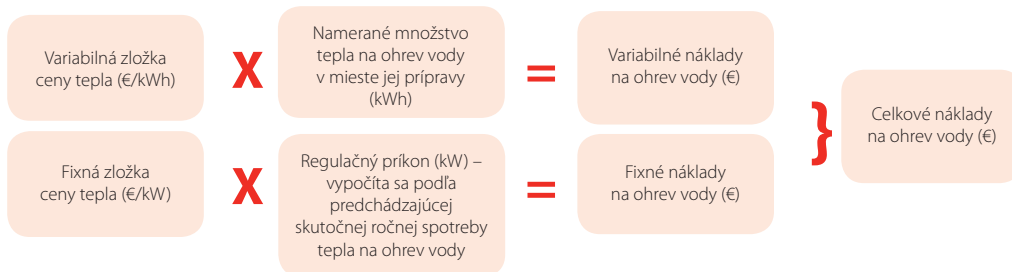 Variabilná zložka
ceny tepla (€/kWh)
X
Namerané množstvo
tepla na ohrev vody
v mieste jej prípravy
(kWh)
=
Variabilné náklady
na ohrev vody (€)
Fixná zložka
ceny tepla (€/kW)
X
Regulačný príkon (kW) –
vypočíta sa podľa
predchádzajúcej
skutočnej ročnej spotreby
tepla na ohrev vody
=
Fixné náklady
na ohrev vody (€)
}
Celkové náklady
na ohrev vody (€)